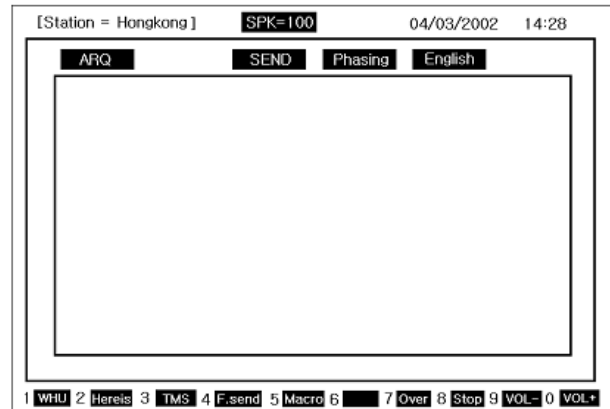 [Station = Hongkong] SPK=100 04/03/2002 14:28
ARQ SEND Phasing English
1 WHU 2 Hereis 3 TMS 4 F.send 5 Macro 6 7 Over 8 Stop 9 VOL- 0 VOL+